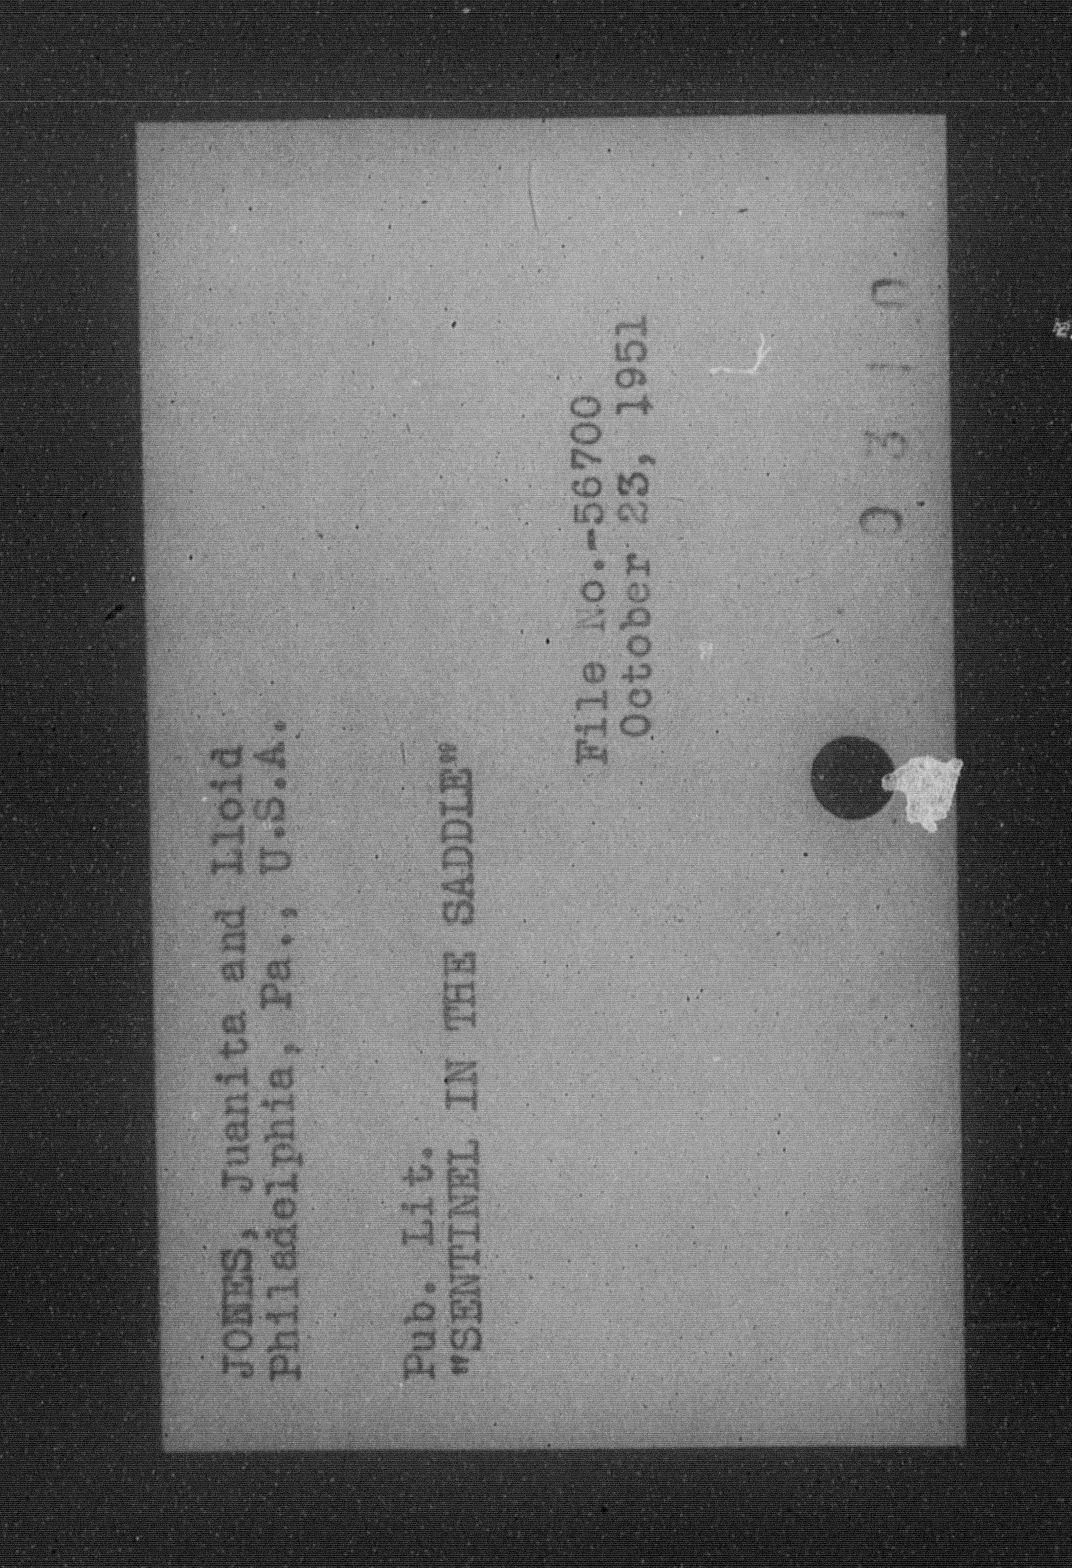 JONES, Juanita and Lloid
Philadelphia, Pa., U.S.A.
Pub. Lit.
"SENTINEL IN THE SADDLE"
File No.-56700
October 23, 1951
0 3 1 0 1